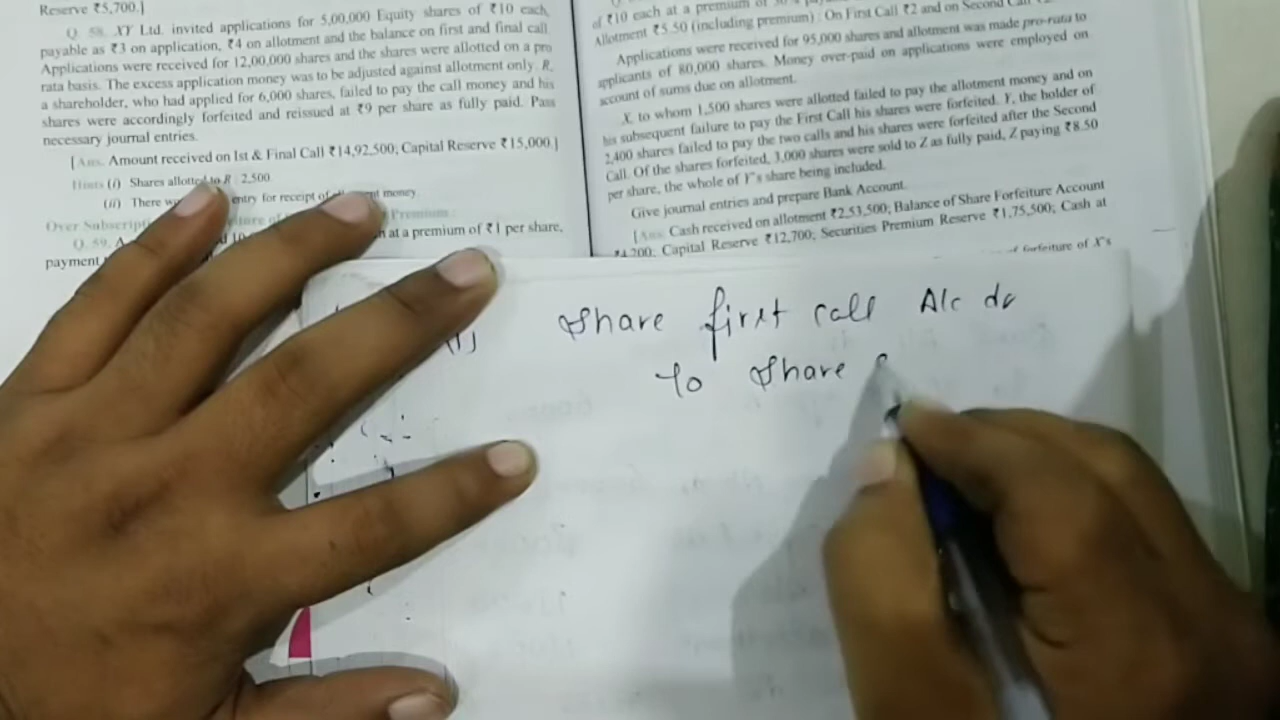 Reserve ₹5,700.]
Q. 58. XY Ltd. invited applications for 5,00,000 Equity shares of ₹10 each,
payable as ₹3 on application, ₹4 on allotment and the balance on first and final call.
Applications were received for 12,00,000 shares and the shares were allotted on a pro
rata basis. The excess application money was to be adjusted against allotment only. R,
a shareholder, who had applied for 6,000 shares, failed to pay the call money and his
shares were accordingly forfeited and reissued at ₹9 per share as fully paid. Pass
necessary journal entries.
[Ans. Amount received on Ist & Final Call ₹14,92,500; Capital Reserve ₹15,000.]
Hints (i) Shares allotted to R 2,500.
(ii) There entry for receipt of money.
Over Premium :
Q. 59. at a premium of ₹1 per share,
payment
of ₹10 each at a premium of
Allotment ₹5.50 (including premium) : On First Call ₹2 and on Second Call
Applications were received for 95,000 shares and allotment was made pro-rata to
applicants of 80,000 shares. Money over-paid on applications were employed on
account of sums due on allotment.
X, to whom 1,500 shares were allotted failed to pay the allotment money and on
his subsequent failure to pay the First Call his shares were forfeited. Y, the holder of
2,400 shares failed to pay the two calls and his shares were forfeited after the Second
Call. Of the shares forfeited, 3,000 shares were sold to Z as fully paid, Z paying ₹8.50
per share, the whole of Y's share being included.
Give journal entries and prepare Bank Account.
[Ans. Cash received on allotment ₹2,53,500; Balance of Share Forfeiture Account
₹4,200; Capital Reserve ₹12,700; Securities Premium Reserve ₹1,75,500; Cash at
of forfeiture of X's
Share first call A/c dr
To Share